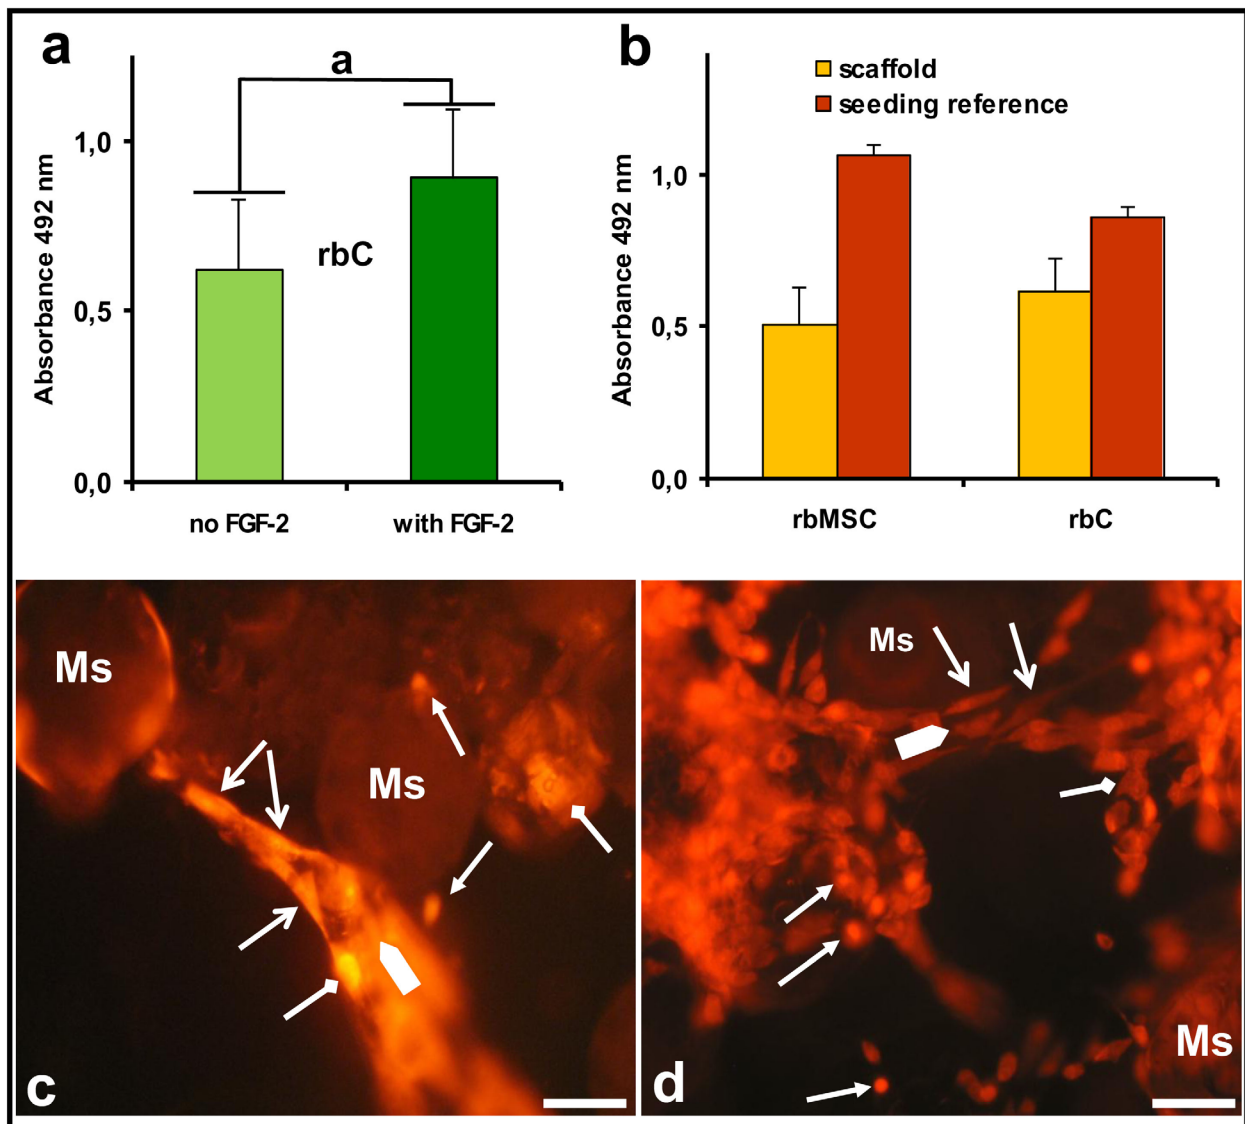 a
a
Absorbance 492 nm
1,0
0,5
0,0
rbC
no FGF-2
with FGF-2
b
scaffold
seeding reference
Absorbance 492 nm
1,0
0,5
0,0
rbMSC
rbC
Ms
Ms
c
Ms
Ms
d